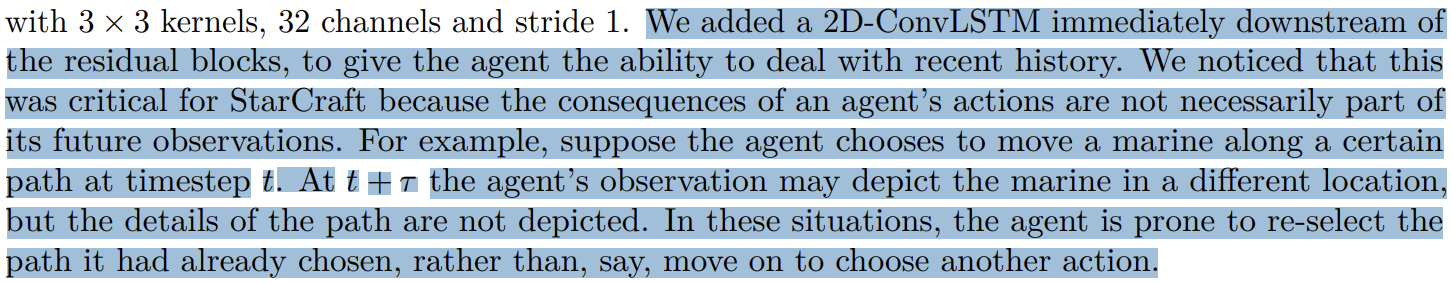 with 3 × 3 kernels, 32 channels and stride 1. We added a 2D-ConvLSTM immediately downstream of
the residual blocks, to give the agent the ability to deal with recent history. We noticed that this
was critical for StarCraft because the consequences of an agent's actions are not necessarily part of
its future observations. For example, suppose the agent chooses to move a marine along a certain
path at timestep t. At t + τ the agent's observation may depict the marine in a different location,
but the details of the path are not depicted. In these situations, the agent is prone to re-select the
path it had already chosen, rather than, say, move on to choose another action.